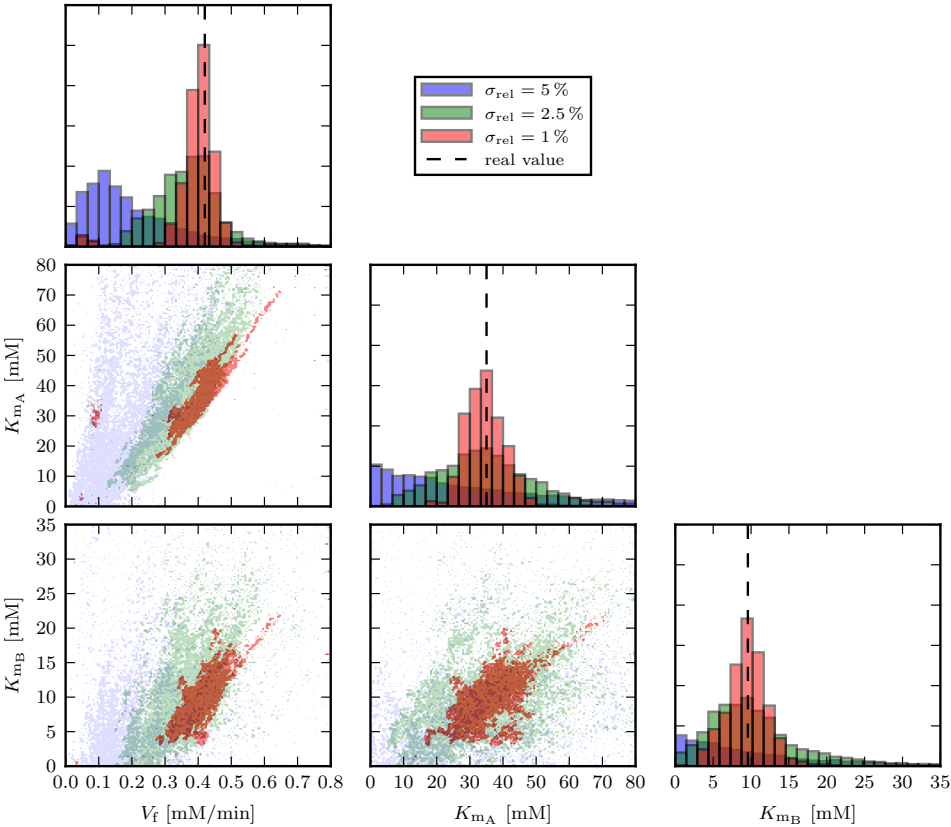 σrel = 5 %
σrel = 2.5 %
σrel = 1 %
real value
80
70
60
50
40
30
20
10
0
KmA [mM]
35
30
25
20
15
10
5
0
KmB [mM]
0.0 0.1 0.2 0.3 0.4 0.5 0.6 0.7 0.8
Vf [mM/min]
0 10 20 30 40 50 60 70 80
KmA [mM]
0 5 10 15 20 25 30 35
KmB [mM]